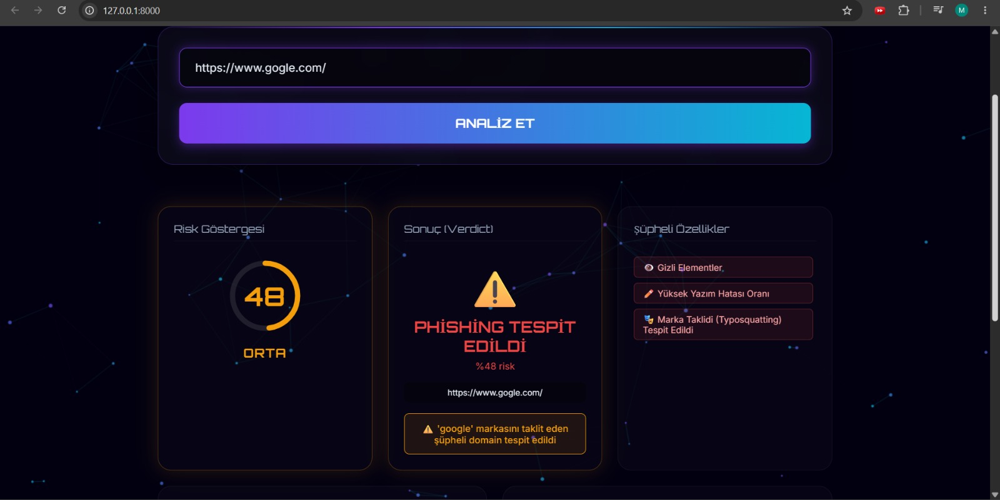 127.0.0.1:8000
M
https://www.gogle.com/
ANALİZ ET
Risk Göstergesi
48
ORTA
Sonuç (Verdict)
PHİSHİNG TESPİT
EDİLDİ
%48 risk
https://www.gogle.com/
⚠️ 'google' markasını taklit eden
şüpheli domain tespit edildi
Şüpheli Özellikler
👁️ Gizli Elementler
✏️ Yüksek Yazım Hatası Oranı
🎭 Marka Taklidi (Typosquatting)
Tespit Edildi